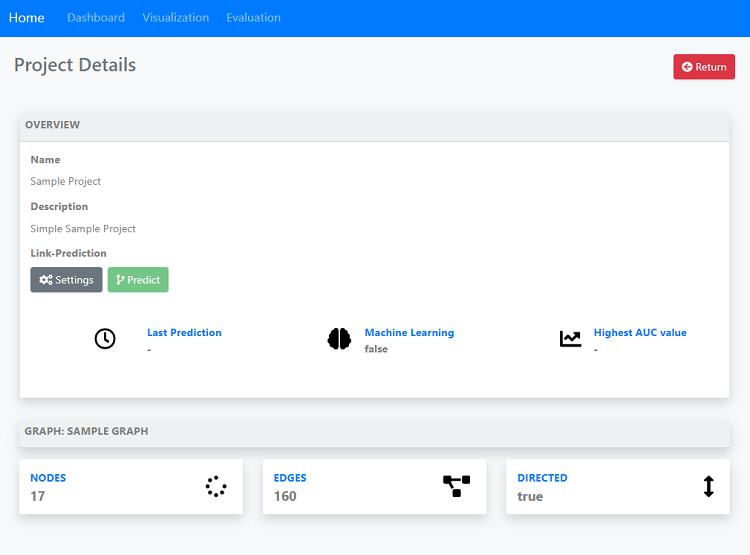 Home Dashboard Visualization Evaluation
Project Details
Return
OVERVIEW
Name
Sample Project
Description
Simple Sample Project
Link-Prediction
Settings Predict
Last Prediction Machine Learning Highest AUC value
- false -
GRAPH: SAMPLE GRAPH
NODES EDGES DIRECTED
17 160 true